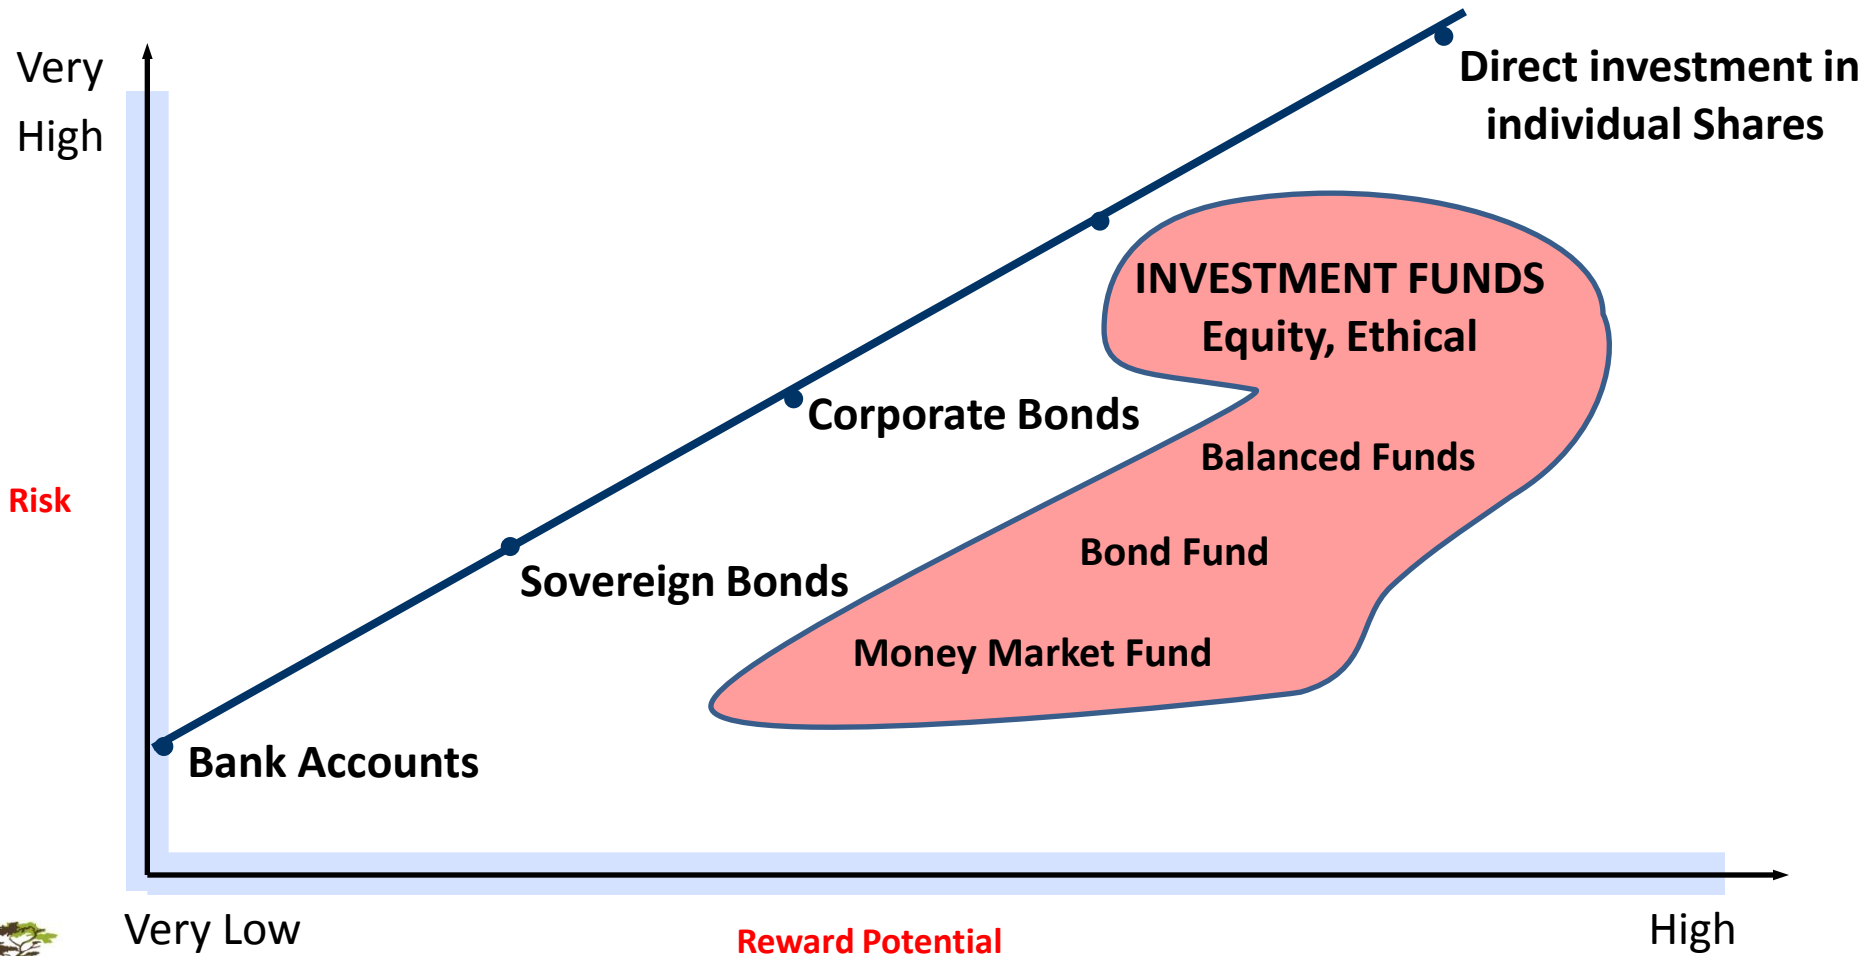 Very
High
Direct investment in
individual Shares
INVESTMENT FUNDS
Equity, Ethical
Corporate Bonds
Balanced Funds
Risk
Bond Fund
Sovereign Bonds
Money Market Fund
Bank Accounts
Very Low
Reward Potential
High